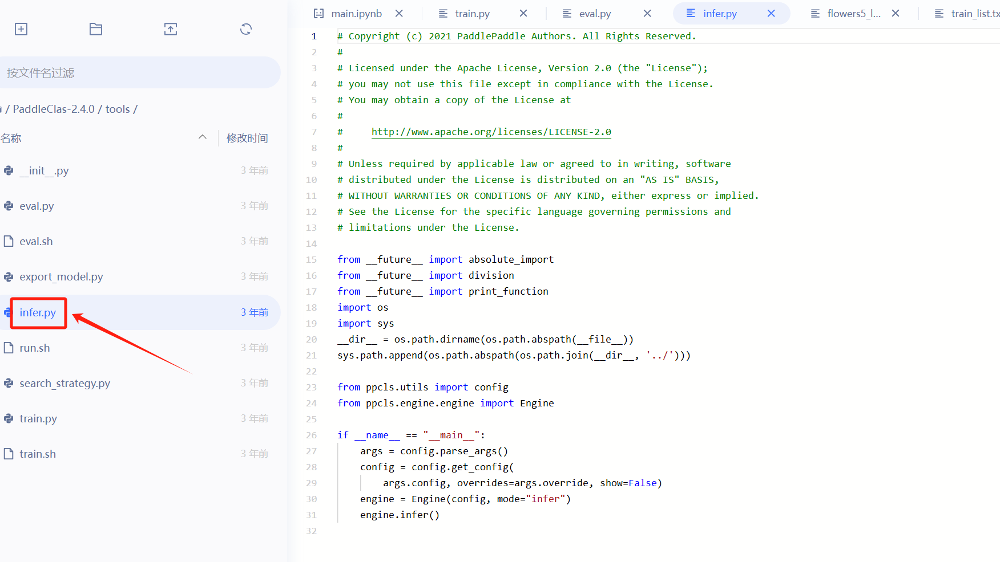 按文件名过滤
/ PaddleClas-2.4.0 / tools /
名称 修改时间
__init__.py 3 年前
eval.py 3 年前
eval.sh 3 年前
export_model.py 3 年前
infer.py 3 年前
run.sh 3 年前
search_strategy.py 3 年前
train.py 3 年前
train.sh 3 年前
main.ipynb train.py eval.py infer.py flowers5_l... train_list.tx
1 # Copyright (c) 2021 PaddlePaddle Authors. All Rights Reserved.
2 #
3 # Licensed under the Apache License, Version 2.0 (the "License");
4 # you may not use this file except in compliance with the License.
5 # You may obtain a copy of the License at
6 #
7 #     http://www.apache.org/licenses/LICENSE-2.0
8 #
9 # Unless required by applicable law or agreed to in writing, software
10 # distributed under the License is distributed on an "AS IS" BASIS,
11 # WITHOUT WARRANTIES OR CONDITIONS OF ANY KIND, either express or implied.
12 # See the License for the specific language governing permissions and
13 # limitations under the License.
14
15 from __future__ import absolute_import
16 from __future__ import division
17 from __future__ import print_function
18 import os
19 import sys
20 __dir__ = os.path.dirname(os.path.abspath(__file__))
21 sys.path.append(os.path.abspath(os.path.join(__dir__, '../')))
22
23 from ppcls.utils import config
24 from ppcls.engine.engine import Engine
25
26 if __name__ == "__main__":
27     args = config.parse_args()
28     config = config.get_config(
29         args.config, overrides=args.override, show=False)
30     engine = Engine(config, mode="infer")
31     engine.infer()
32